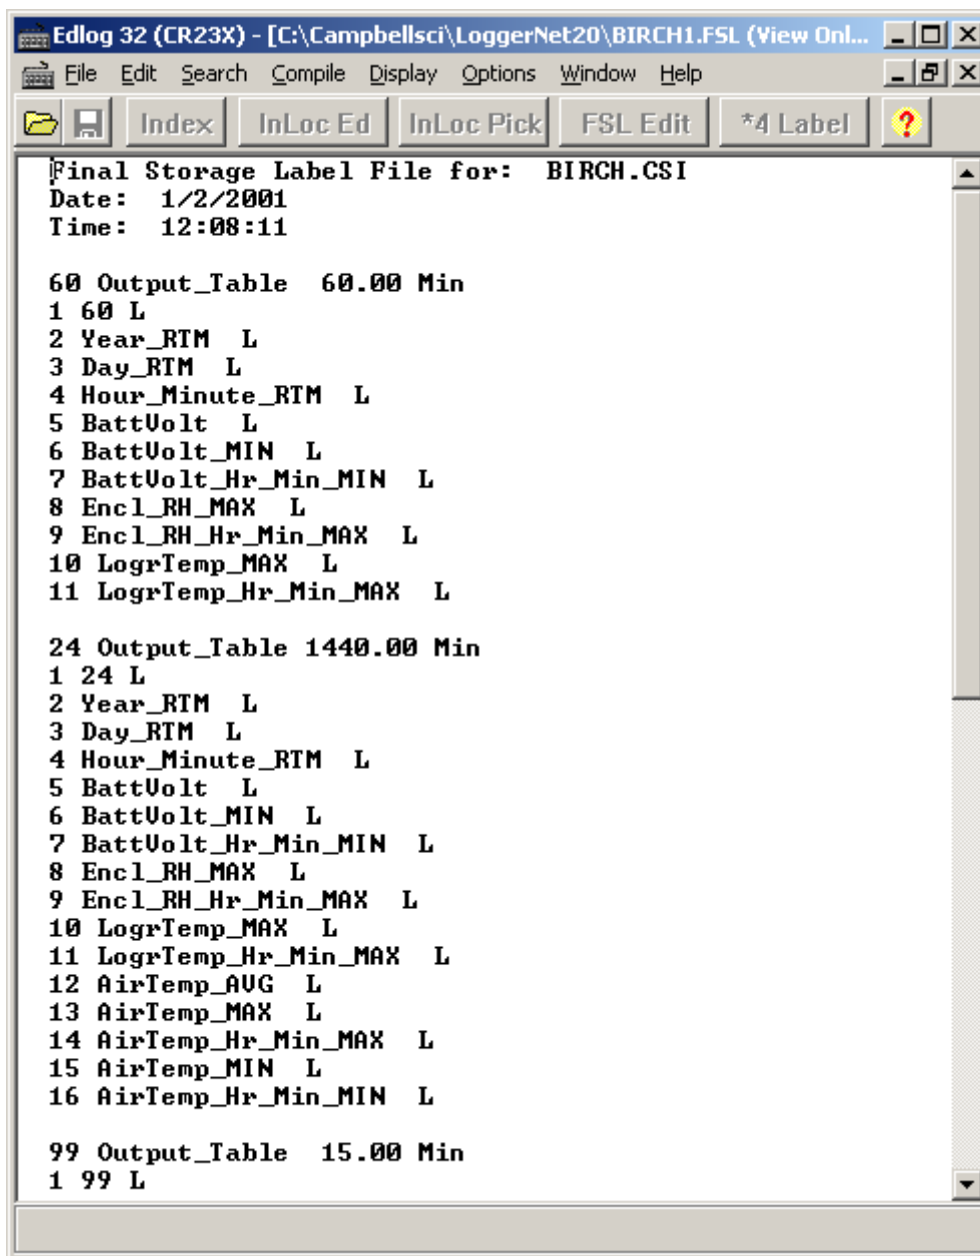 Edlog 32 (CR23X) - [C:\Campbellsci\LoggerNet20\BIRCH1.FSL (View Onl...
File Edit Search Compile Display Options Window Help
Index InLoc Ed InLoc Pick FSL Edit *4 Label ?
Final Storage Label File for:  BIRCH.CSI
Date:  1/2/2001
Time:  12:08:11
60 Output_Table  60.00 Min
1 60 L
2 Year_RTM  L
3 Day_RTM  L
4 Hour_Minute_RTM  L
5 BattVolt  L
6 BattVolt_MIN  L
7 BattVolt_Hr_Min_MIN  L
8 Encl_RH_MAX  L
9 Encl_RH_Hr_Min_MAX  L
10 LogrTemp_MAX  L
11 LogrTemp_Hr_Min_MAX  L
24 Output_Table 1440.00 Min
1 24 L
2 Year_RTM  L
3 Day_RTM  L
4 Hour_Minute_RTM  L
5 BattVolt  L
6 BattVolt_MIN  L
7 BattVolt_Hr_Min_MIN  L
8 Encl_RH_MAX  L
9 Encl_RH_Hr_Min_MAX  L
10 LogrTemp_MAX  L
11 LogrTemp_Hr_Min_MAX  L
12 AirTemp_AVG  L
13 AirTemp_MAX  L
14 AirTemp_Hr_Min_MAX  L
15 AirTemp_MIN  L
16 AirTemp_Hr_Min_MIN  L
99 Output_Table  15.00 Min
1 99 L